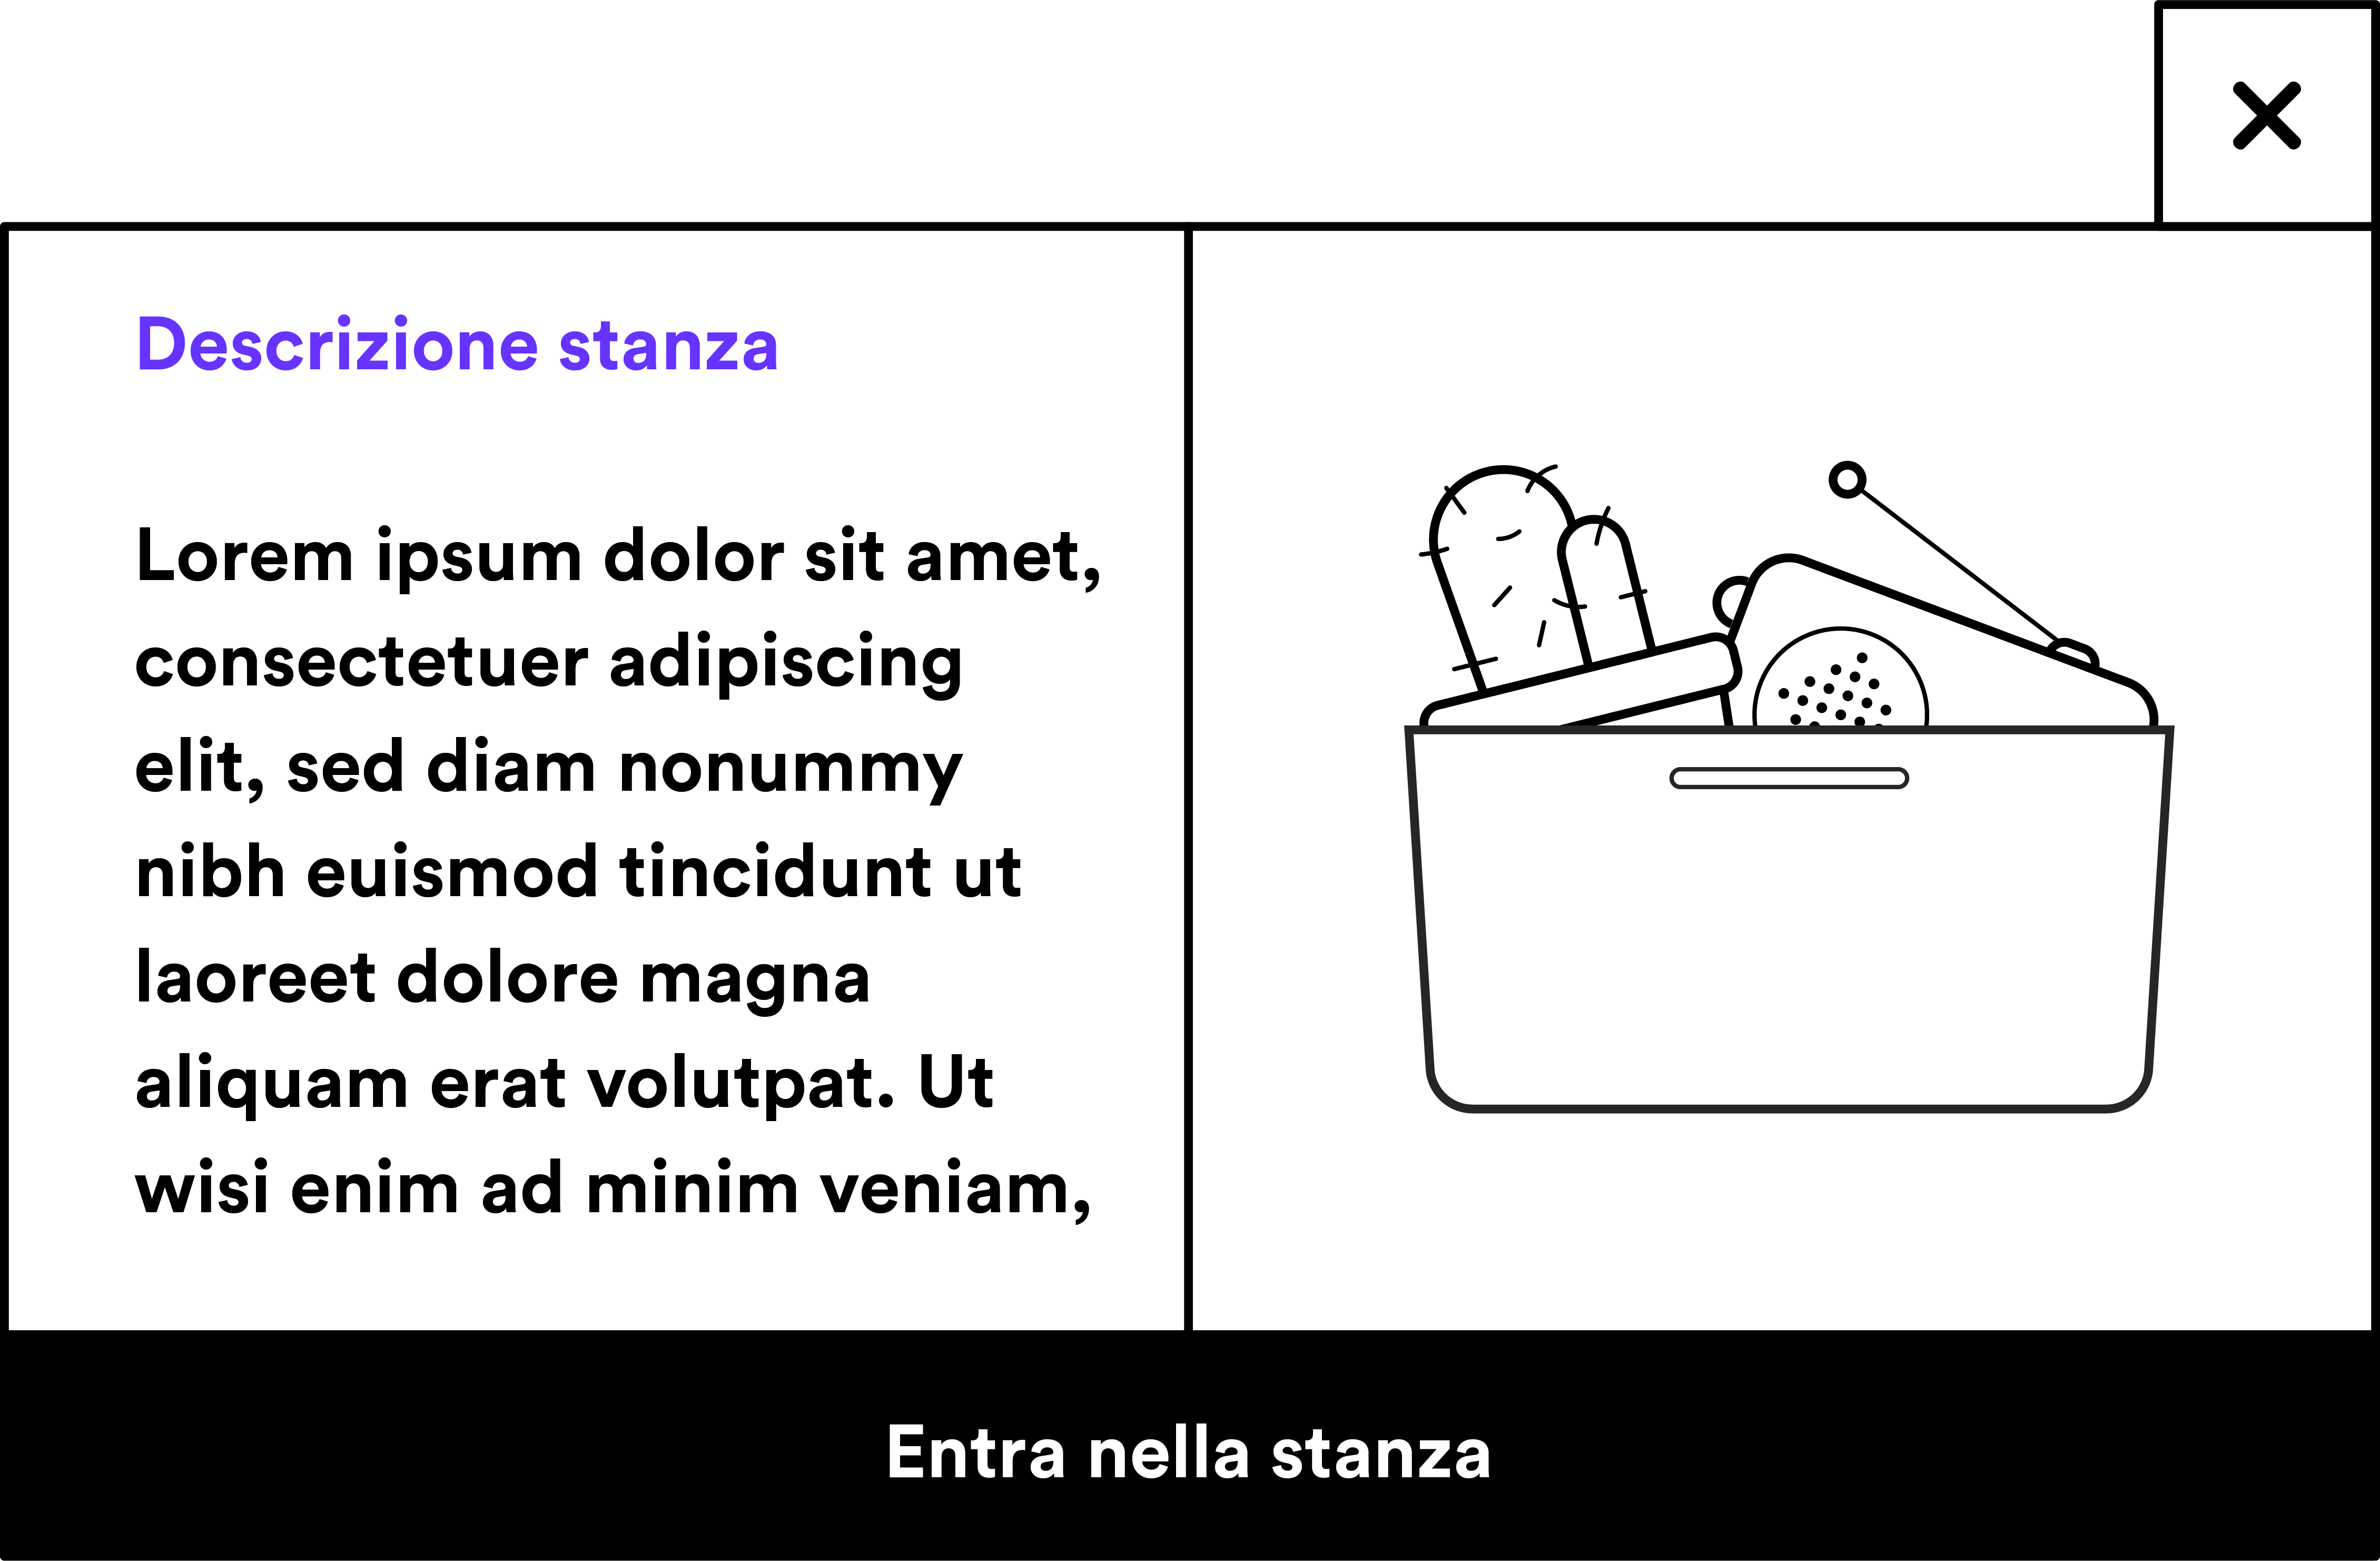 Descrizione stanza
Lorem ipsum dolor sit amet,
consectetuer adipiscing
elit, sed diam nonummy
nibh euismod tincidunt ut
laoreet dolore magna
aliquam erat volutpat. Ut
wisi enim ad minim veniam,
Entra nella stanza